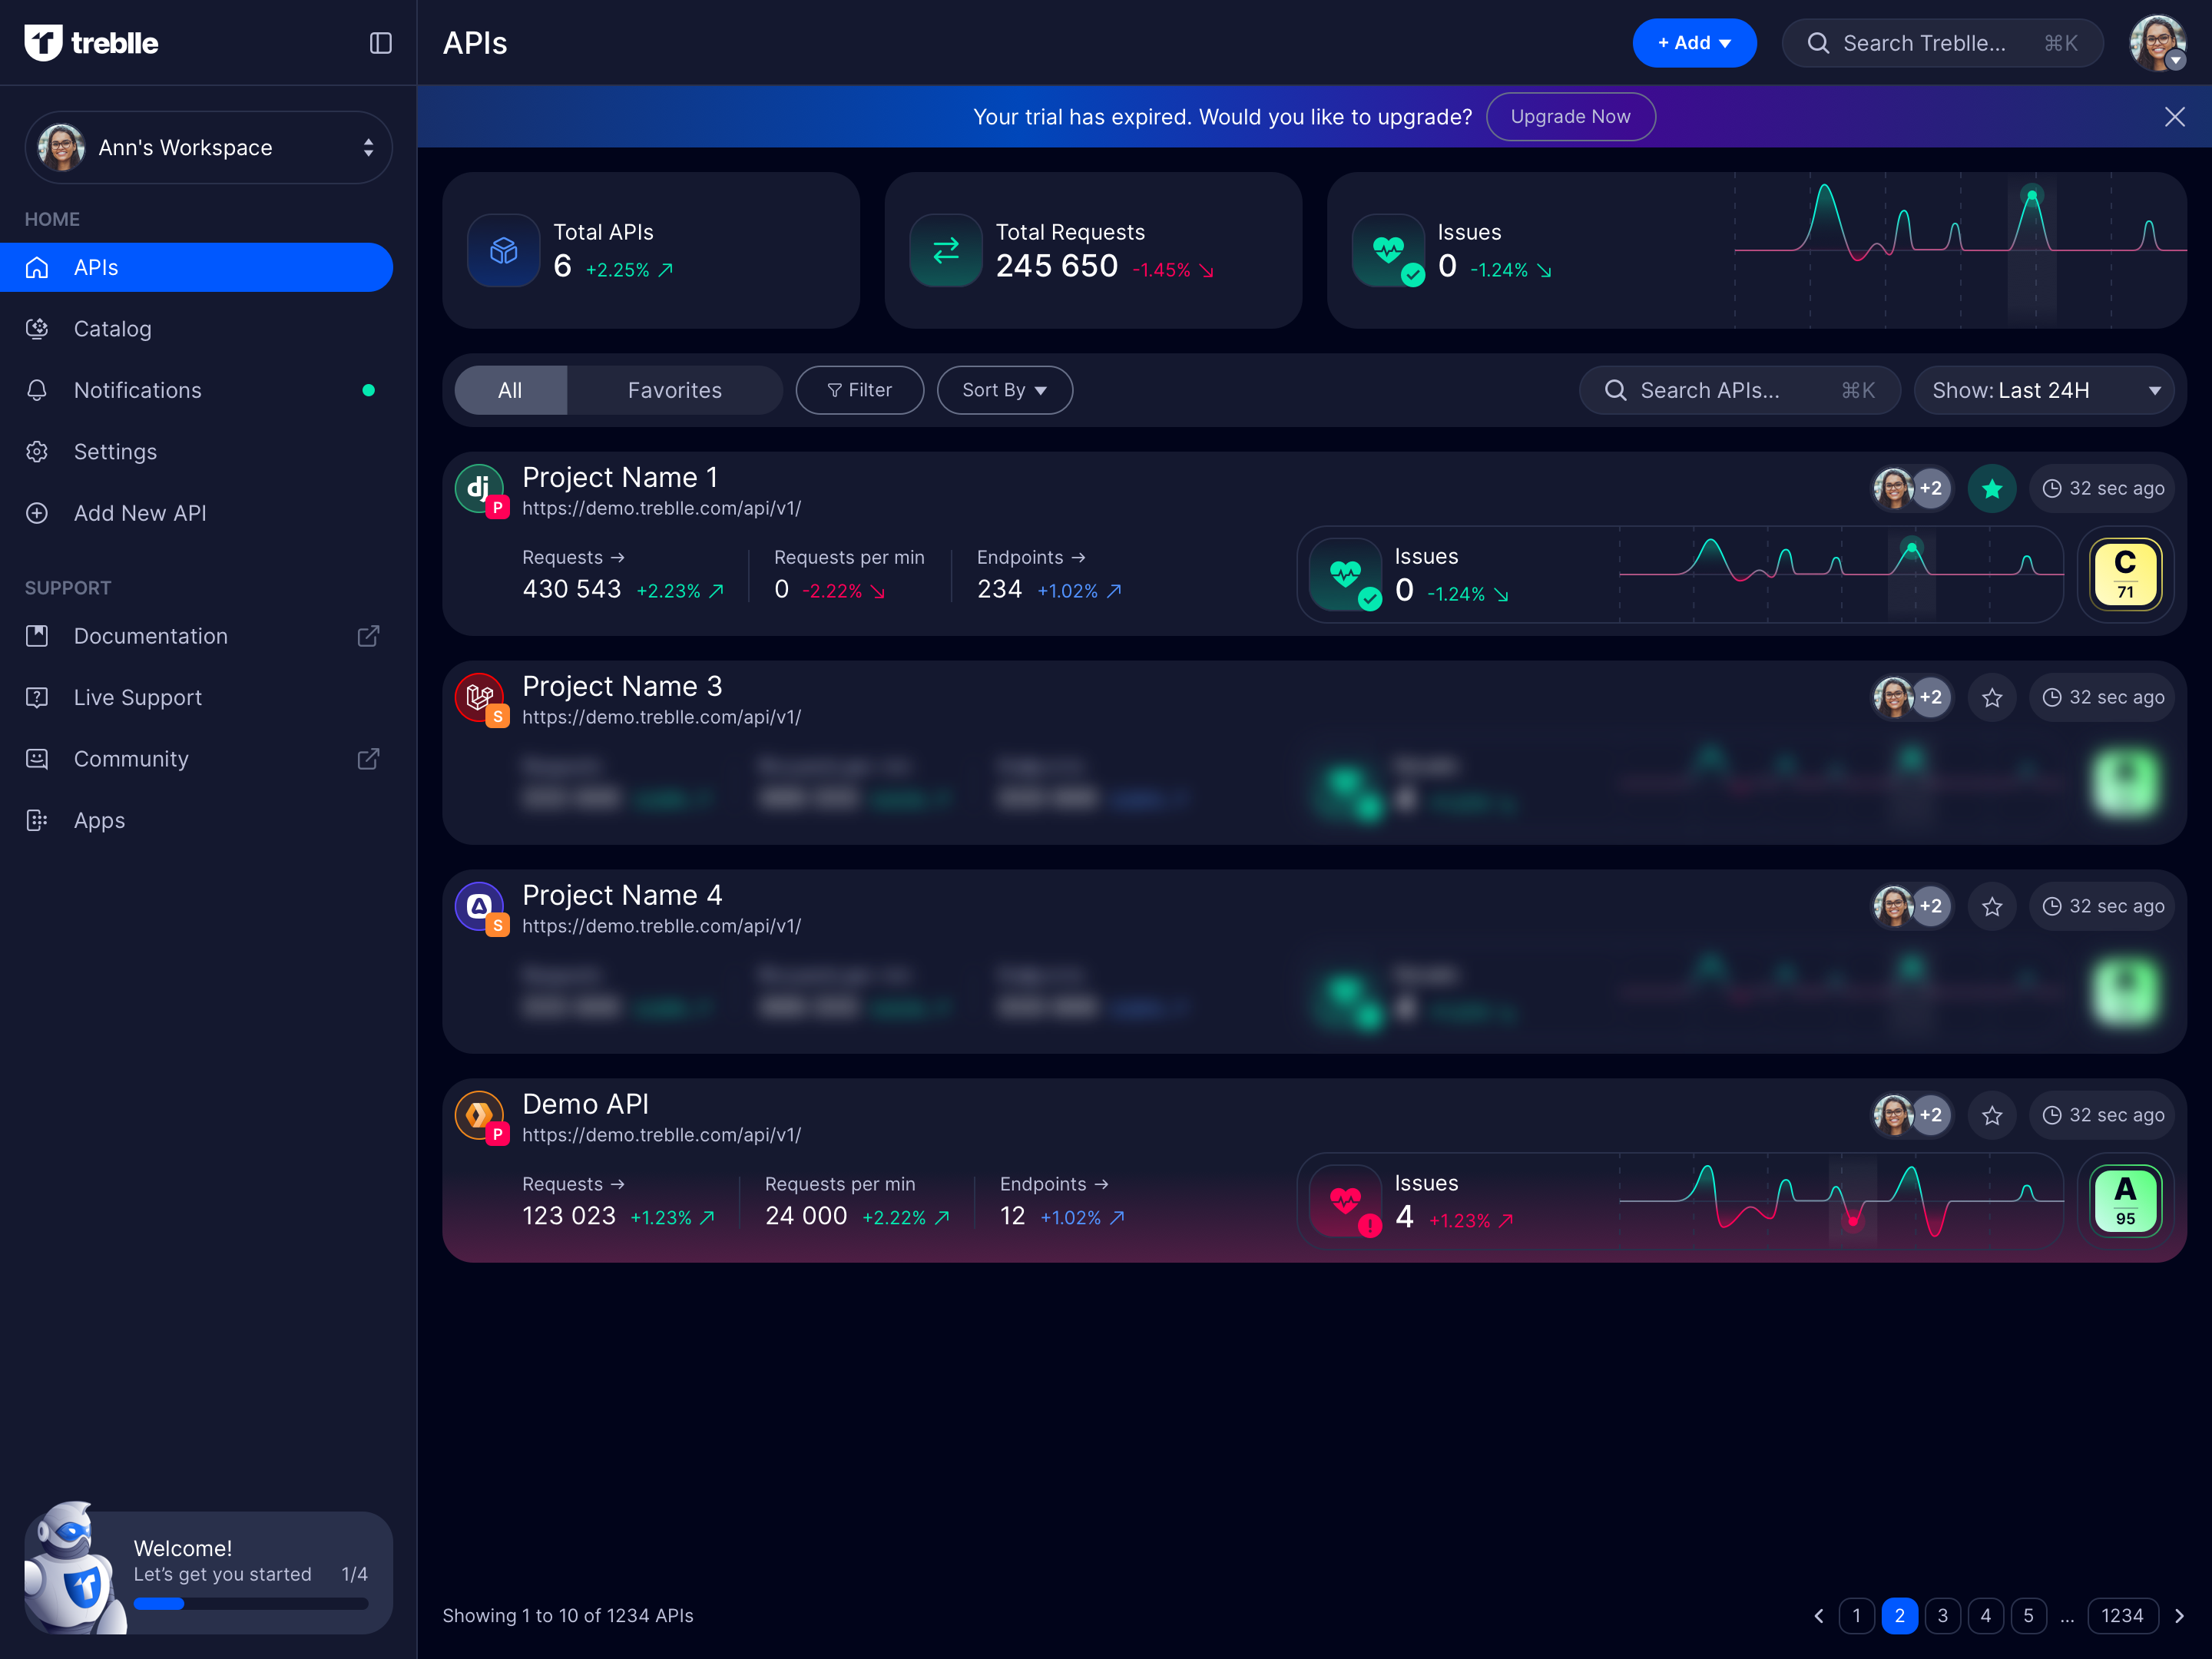 treblle
APIs
+ Add
Search Treblle...
⌘K
Ann's Workspace
Your trial has expired. Would you like to upgrade?
Upgrade Now
HOME
APIs
Catalog
Notifications
Settings
Add New API
SUPPORT
Documentation
Live Support
Community
Apps
Welcome!
Let's get you started 1/4
Total APIs
6 +2.25%
Total Requests
245 650 -1.45%
Issues
0 -1.24%
All
Favorites
Filter
Sort By
Search APIs...
⌘K
Show: Last 24H
dj
P
Project Name 1
https://demo.treblle.com/api/v1/
+2
32 sec ago
Requests →
430 543 +2.23%
Requests per min
0 -2.22%
Endpoints →
234 +1.02%
Issues
0 -1.24%
C
71
S
Project Name 3
https://demo.treblle.com/api/v1/
+2
32 sec ago
S
Project Name 4
https://demo.treblle.com/api/v1/
+2
32 sec ago
P
Demo API
https://demo.treblle.com/api/v1/
+2
32 sec ago
Requests →
123 023 +1.23%
Requests per min
24 000 +2.22%
Endpoints →
12 +1.02%
Issues
4 +1.23%
A
95
Showing 1 to 10 of 1234 APIs
1 2 3 4 5 ... 1234